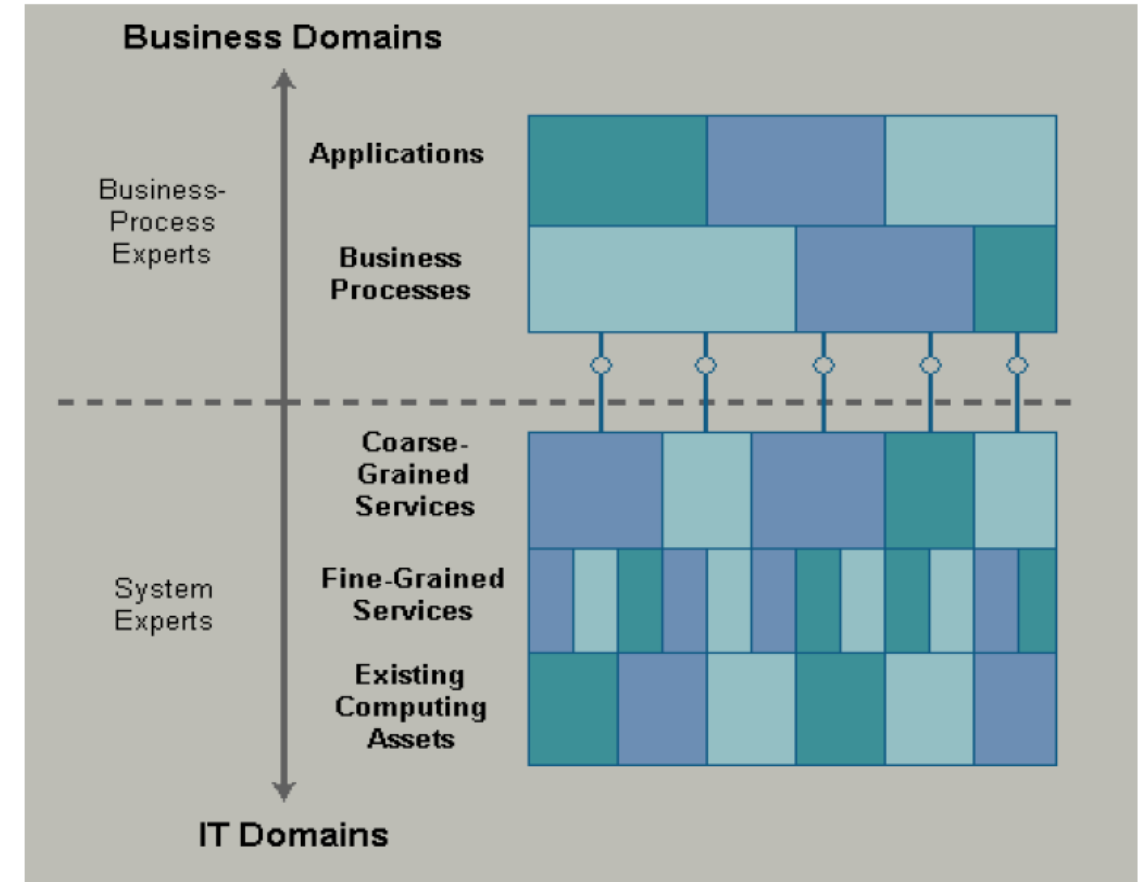 Business Domains
Applications
Business-
Process
Experts
Business
Processes
Coarse-
Grained
Services
Fine-Grained
Services
System
Experts
Existing
Computing
Assets
IT Domains